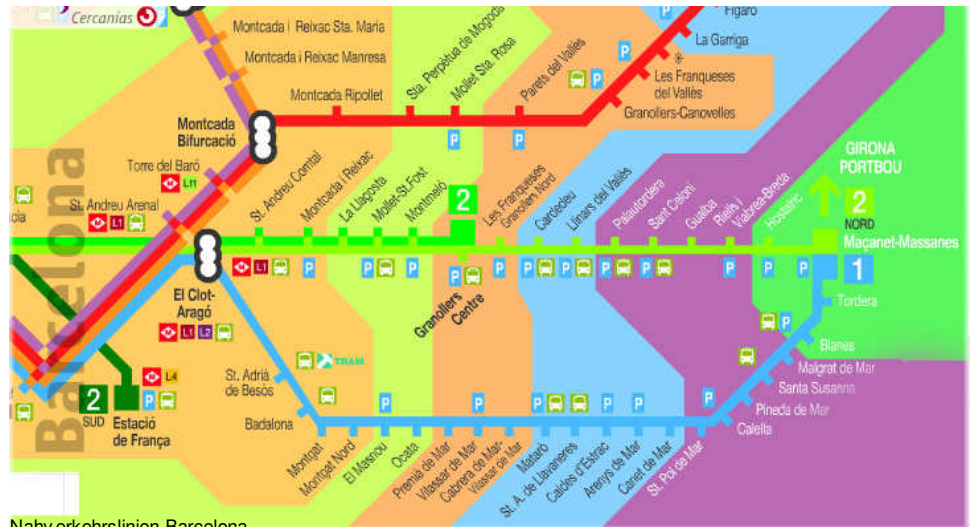 Cercanías
Montcada i Reixac Sta. Maria
Montcada i Reixac Manresa
Montcada Ripollet
Sta. Perpètua de Mogoda
Mollet Sta. Rosa
Parets del Vallès
Figaró
La Garriga
Les Franqueses
del Vallès
Granollers-Canovelles
Montcada
Bifurcació
Torre del Baró
L11
St. Andreu Arenal
L1
Barcelona
St. Andreu Comtal
Montcada i Reixac
La Llagosta
Mollet-St.Fost
Montmeló
2
Les Franqueses
Granollers Nord
Cardedeu
Llinars del Vallès
Palautordera
Sant Celoni
Gualba
Riells i
Viabrea-Breda
Hostalric
GIRONA
PORTBOU
2
NORD
Maçanet-Massanes
1
L1
P
P
P
P
Granollers
Centre
El Clot-
Aragó
L1 L2
TRAM
L4
2
SUD
Estació
de França
St. Adrià
de Besòs
Badalona
Montgat
Montgat Nord
El Masnou
Ocata
Premià de Mar
Vilassar de Mar
Cabrera de Mar-
Vilassar de Mar
Mataró
St. A. de Llavaneres
Caldes d'Estrac
Arenys de Mar
Canet de Mar
St. Pol de Mar
Calella
Pineda de Mar
Santa Susanna
Malgrat de Mar
Blanes
Tordera